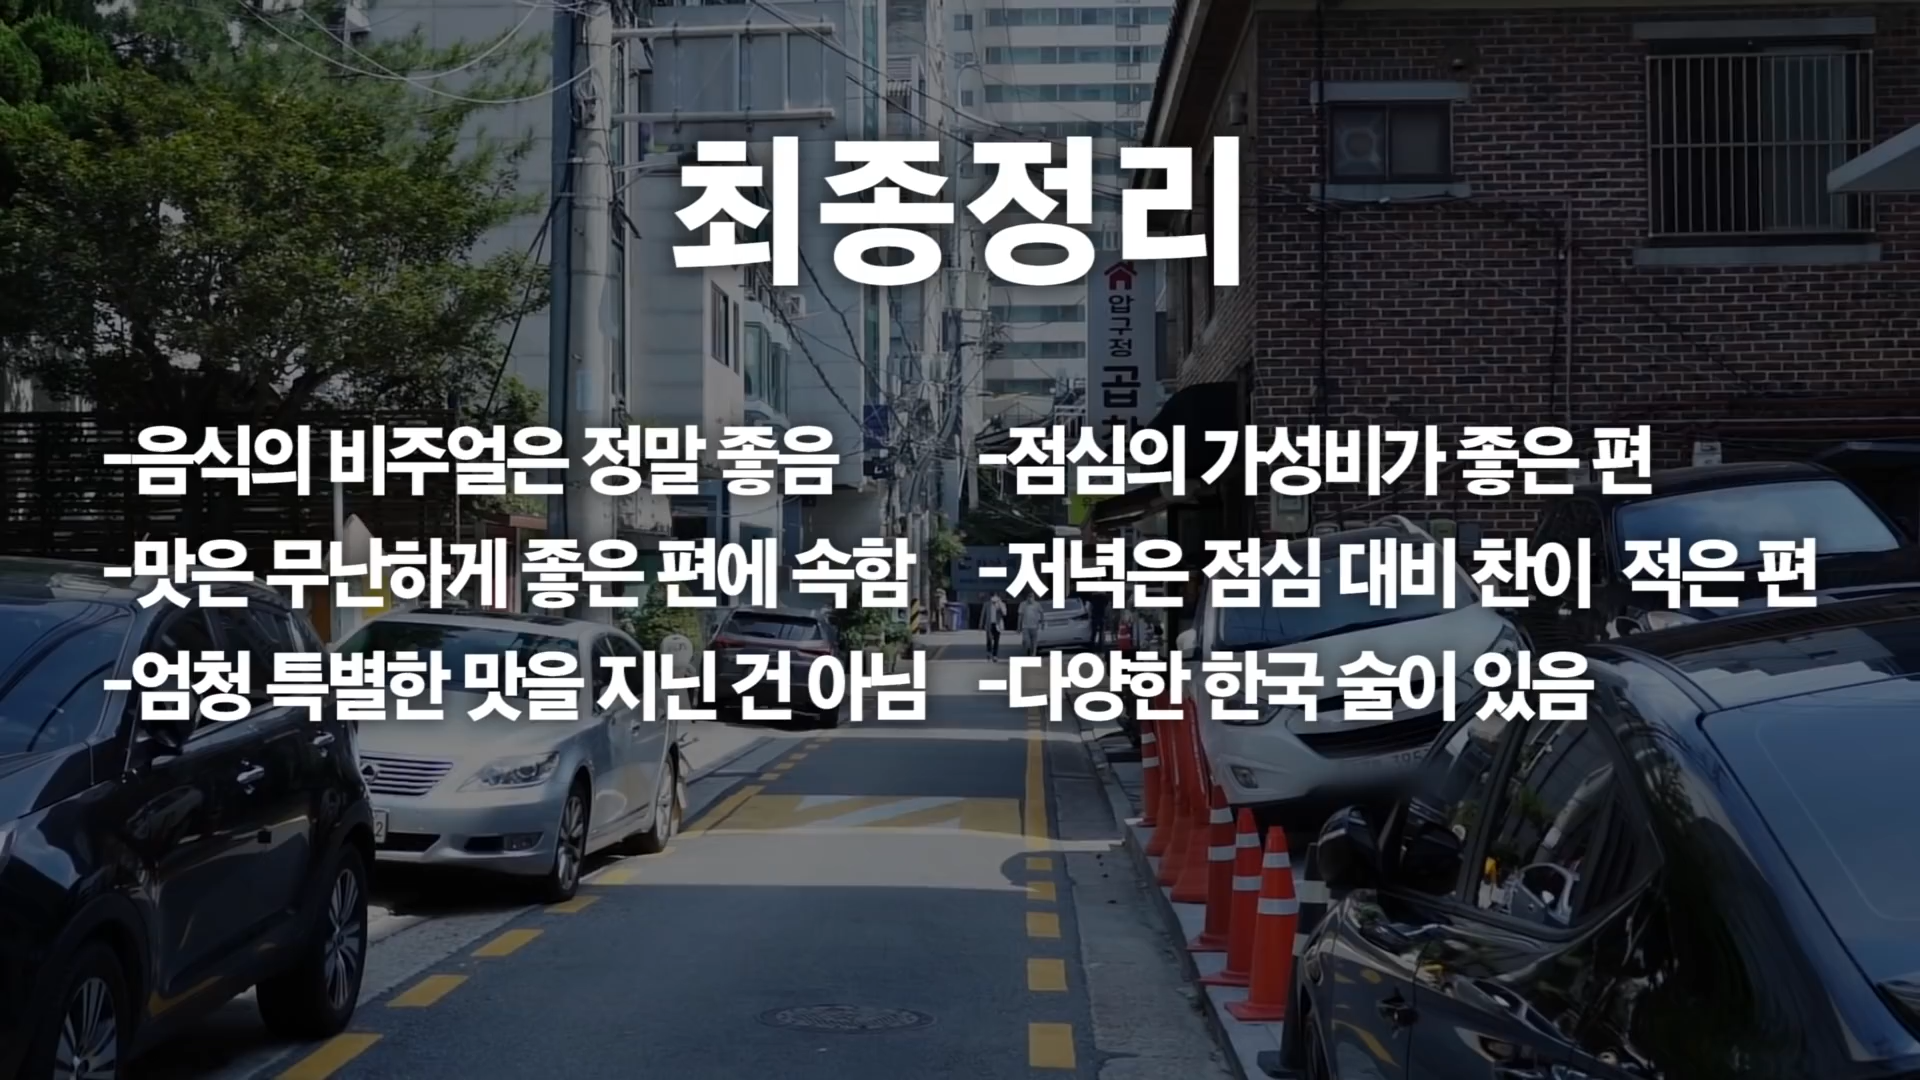 최종정리
압구정
곱
-음식의 비주얼은 정말 좋음
-맛은 무난하게 좋은 편에 속함
-엄청 특별한 맛을 지닌 건 아님
-점심의 가성비가 좋은 편
-저녁은 점심 대비 찬이 적은 편
-다양한 한국 술이 있음